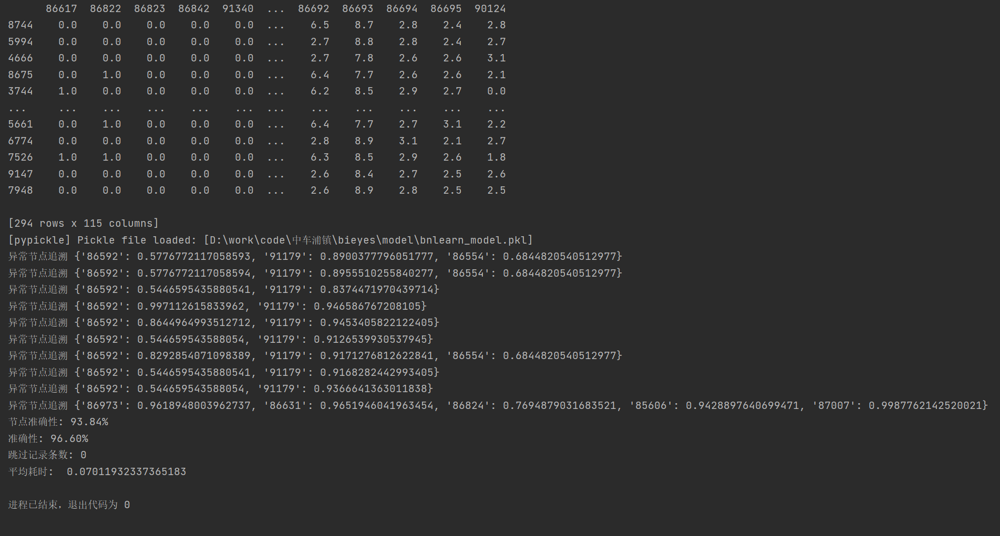 86617 86822 86823 86842 91340 ... 86692 86693 86694 86695 90124
8744 0.0 0.0 0.0 0.0 0.0 ... 6.5 8.7 2.8 2.4 2.8
5994 0.0 0.0 0.0 0.0 0.0 ... 2.7 8.8 2.8 2.4 2.7
4666 0.0 0.0 0.0 0.0 0.0 ... 2.7 7.8 2.6 2.6 3.1
8675 0.0 1.0 0.0 0.0 0.0 ... 6.4 7.7 2.6 2.6 2.1
3744 1.0 0.0 0.0 0.0 0.0 ... 6.2 8.5 2.9 2.7 0.0
... ... ... ... ... ... ... ... ... ... ... ...
5661 0.0 1.0 0.0 0.0 0.0 ... 6.4 7.7 2.7 3.1 2.2
6774 0.0 0.0 0.0 0.0 0.0 ... 2.8 8.9 3.1 2.1 2.7
7526 1.0 1.0 0.0 0.0 0.0 ... 6.3 8.5 2.9 2.6 1.8
9147 0.0 0.0 0.0 0.0 0.0 ... 2.6 8.4 2.7 2.5 2.6
7948 0.0 0.0 0.0 0.0 0.0 ... 2.6 8.9 2.8 2.5 2.5
[294 rows x 115 columns]
[pypickle] Pickle file loaded: [D:\work\code\中车浦镇\bieyes\model\bnlearn_model.pkl]
异常节点追溯 {'86592': 0.5776772117058593, '91179': 0.8900377796051777, '86554': 0.6844820540512977}
异常节点追溯 {'86592': 0.5776772117058594, '91179': 0.8955510255840277, '86554': 0.6844820540512977}
异常节点追溯 {'86592': 0.5446595435880541, '91179': 0.8374471970439714}
异常节点追溯 {'86592': 0.997112615833962, '91179': 0.946586767208105}
异常节点追溯 {'86592': 0.8644964993512712, '91179': 0.9453405822122405}
异常节点追溯 {'86592': 0.544659543588054, '91179': 0.9126539930537945}
异常节点追溯 {'86592': 0.8292854071098389, '91179': 0.9171276812622841, '86554': 0.6844820540512977}
异常节点追溯 {'86592': 0.5446595435880541, '91179': 0.9168282442993405}
异常节点追溯 {'86592': 0.544659543588054, '91179': 0.9366641363011838}
异常节点追溯 {'86973': 0.9618948003962737, '86631': 0.9651946041963454, '86824': 0.7694879031683521, '85606': 0.9428897640699471, '87007': 0.9987762142520021}
节点准确性: 93.84%
准确性: 96.60%
跳过记录条数: 0
平均耗时:  0.07011932337365183
进程已结束，退出代码为 0